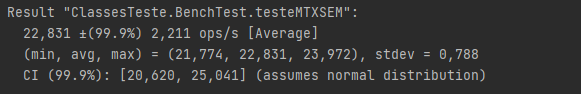 Result "ClassesTeste.BenchTest.testeMTXSEM":
22,831 ±(99.9%) 2,211 ops/s [Average]
(min, avg, max) = (21,774, 22,831, 23,972), stdev = 0,788
CI (99.9%): [20,620, 25,041] (assumes normal distribution)